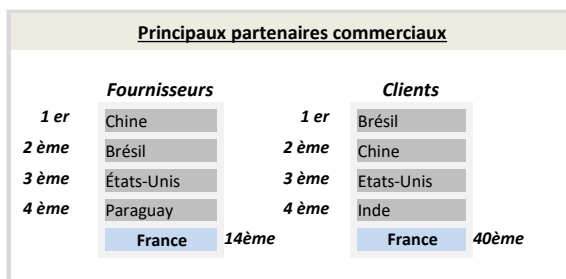 Principaux partenaires commerciaux
Fournisseurs Clients
1 er Chine 1 er Brésil
2 ème Brésil 2 ème Chine
3 ème États-Unis 3 ème Etats-Unis
4 ème Paraguay 4 ème Inde
France 14ème France 40ème